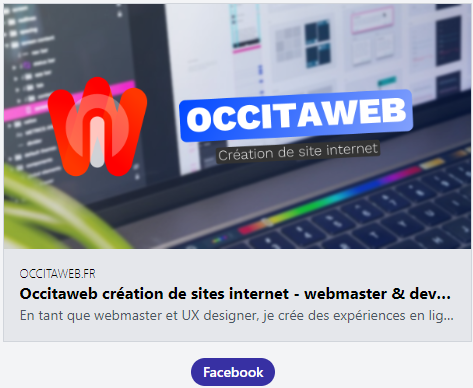 OCCITAWEB
Création de site internet
OCCITAWEB.FR
Occitaweb création de sites internet - webmaster & dev...
En tant que webmaster et UX designer, je crée des expériences en lig...
Facebook